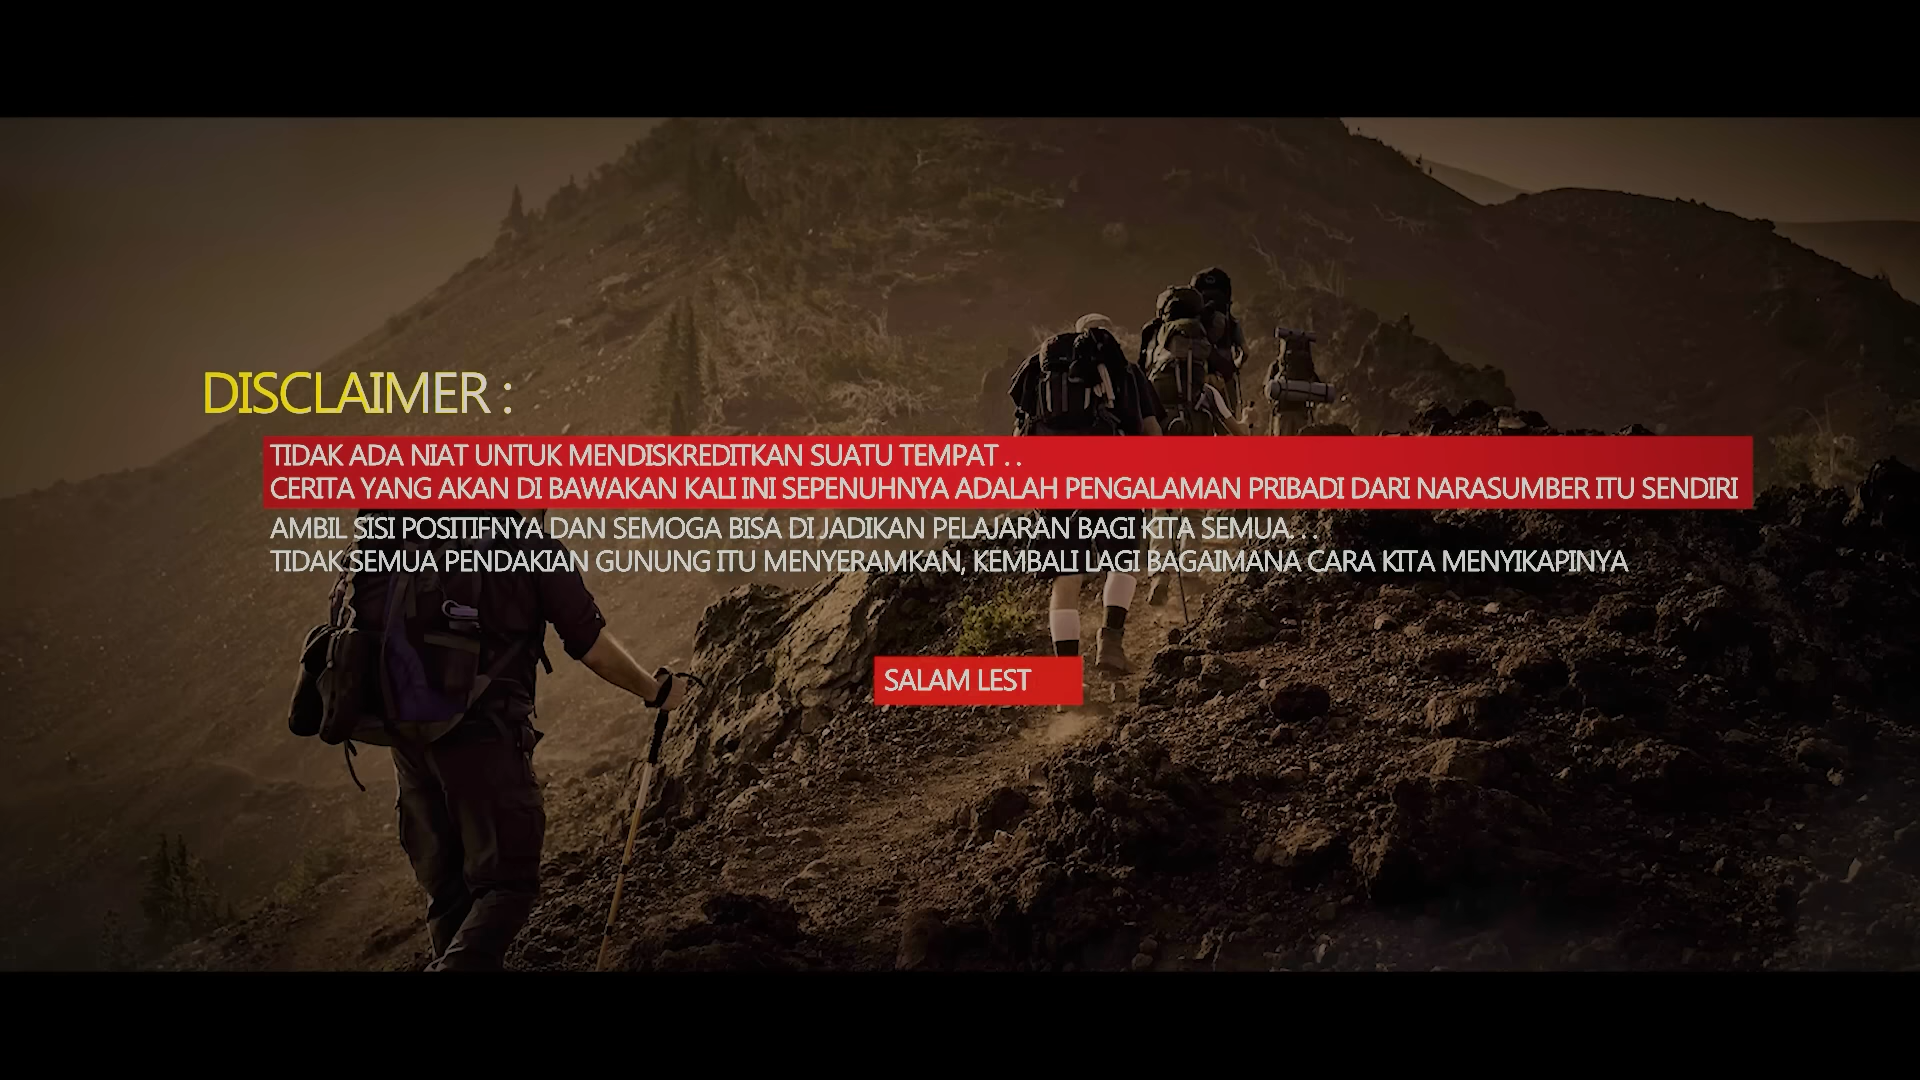 DISCLAIMER :
TIDAK ADA NIAT UNTUK MENDISKREDITKAN SUATU TEMPAT . .
CERITA YANG AKAN DI BAWAKAN KALI INI SEPENUHNYA ADALAH PENGALAMAN PRIBADI DARI NARASUMBER ITU SENDIRI
AMBIL SISI POSITIFNYA DAN SEMOGA BISA DI JADIKAN PELAJARAN BAGI KITA SEMUA. . .
TIDAK SEMUA PENDAKIAN GUNUNG ITU MENYERAMKAN, KEMBALI LAGI BAGAIMANA CARA KITA MENYIKAPINYA
SALAM LEST